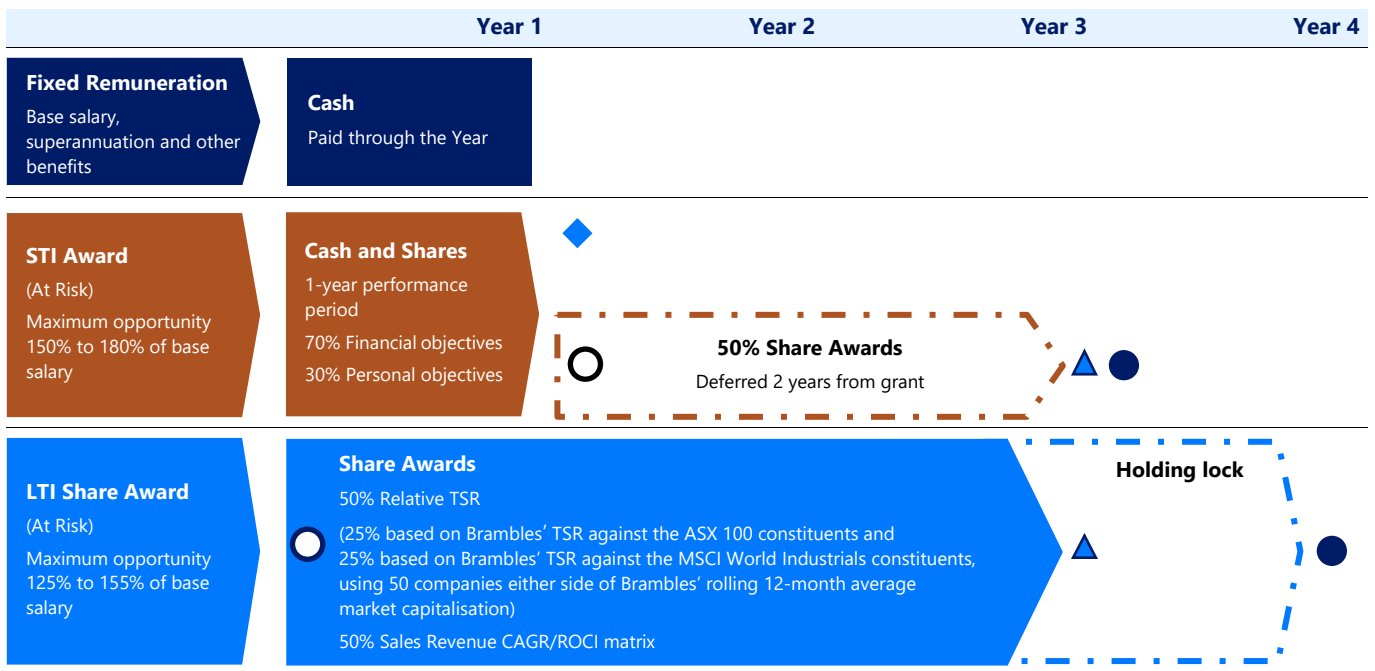 Year 1 Year 2 Year 3 Year 4
Fixed Remuneration
Base salary,
superannuation and other
benefits
Cash
Paid through the Year
STI Award
(At Risk)
Maximum opportunity
150% to 180% of base
salary
Cash and Shares
1-year performance
period
70% Financial objectives
30% Personal objectives
50% Share Awards
Deferred 2 years from grant
LTI Share Award
(At Risk)
Maximum opportunity
125% to 155% of base
salary
Share Awards
50% Relative TSR
(25% based on Brambles’ TSR against the ASX 100 constituents and
25% based on Brambles’ TSR against the MSCI World Industrials constituents,
using 50 companies either side of Brambles’ rolling 12-month average
market capitalisation)
50% Sales Revenue CAGR/ROCI matrix
Holding lock